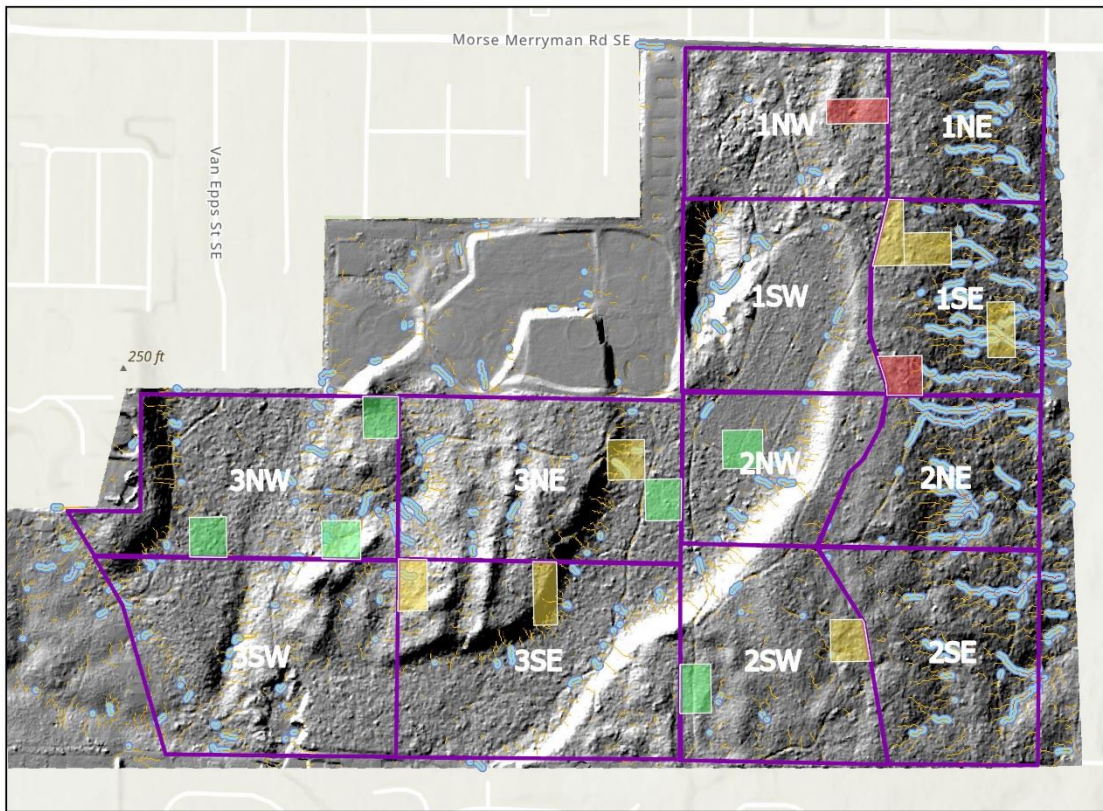 Morse Merryman Rd SE
1NW
1NE
Van Epps St SE
1SW
1SE
250 ft
3NW
3NE
2NW
2NE
3SW
3SE
2SW
2SE